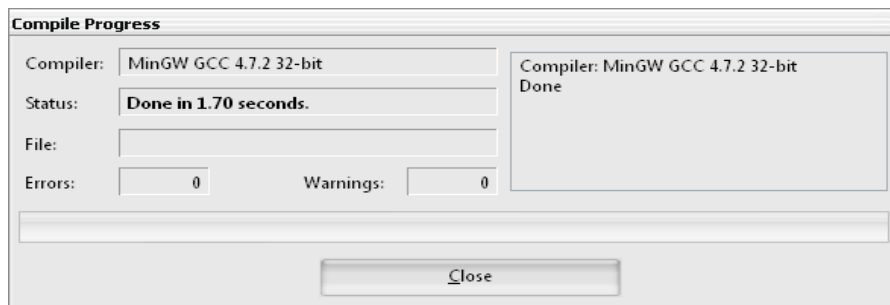 Compile Progress
Compiler: MinGW GCC 4.7.2 32-bit
Status: Done in 1.70 seconds.
File:
Errors: 0 Warnings: 0
Compiler: MinGW GCC 4.7.2 32-bit
Done
Close